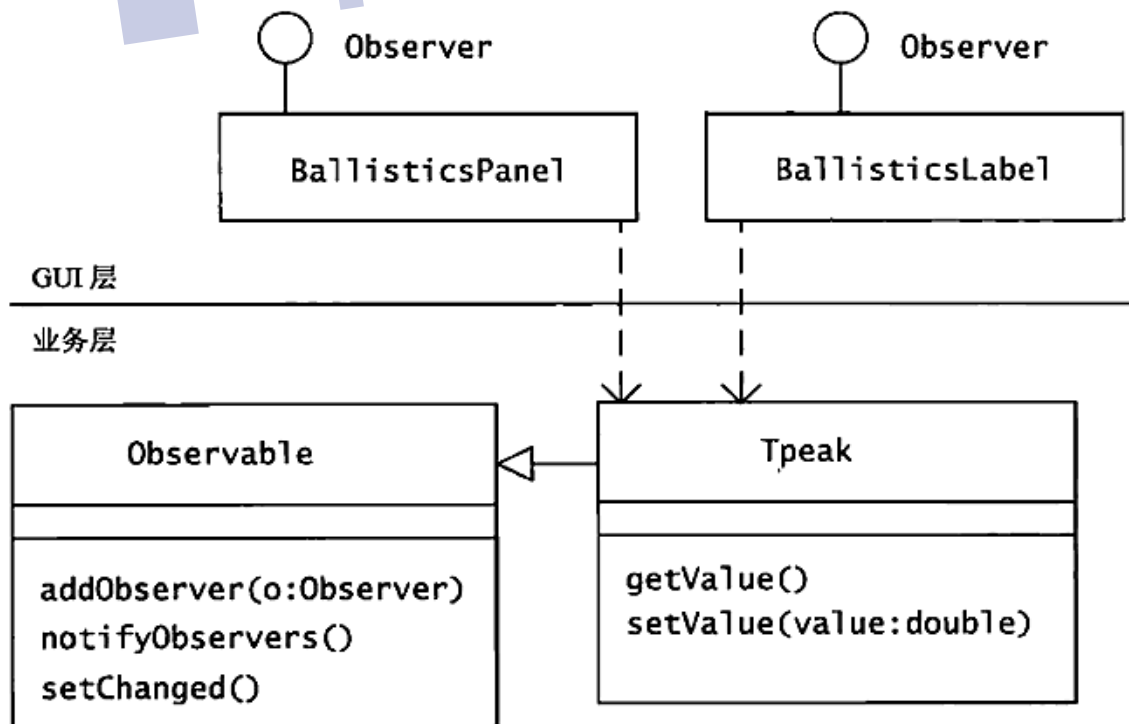 Observer
Observer
BallisticsPanel
BallisticsLabel
GUI 层
业务层
Observable
Tpeak
addObserver(o:Observer)
notifyObservers()
setChanged()
getValue()
setValue(value:double)